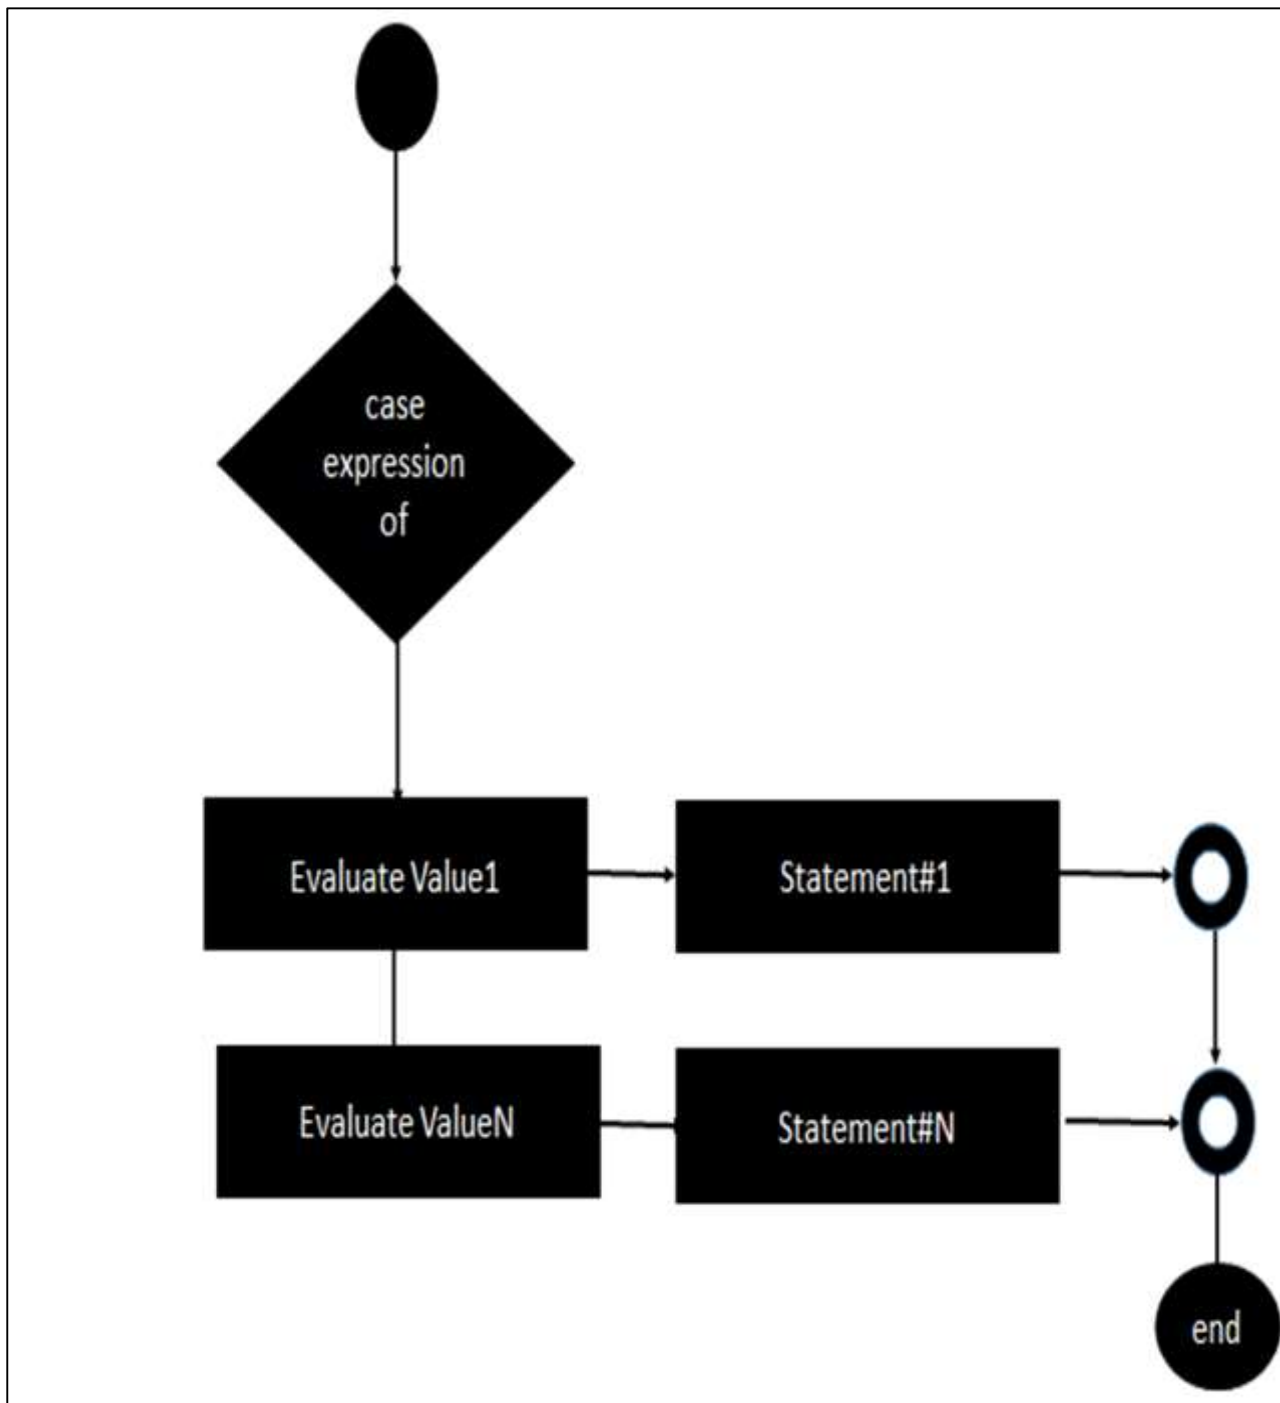 case
expression
of
Evaluate Value1
Statement#1
Evaluate ValueN
Statement#N
end